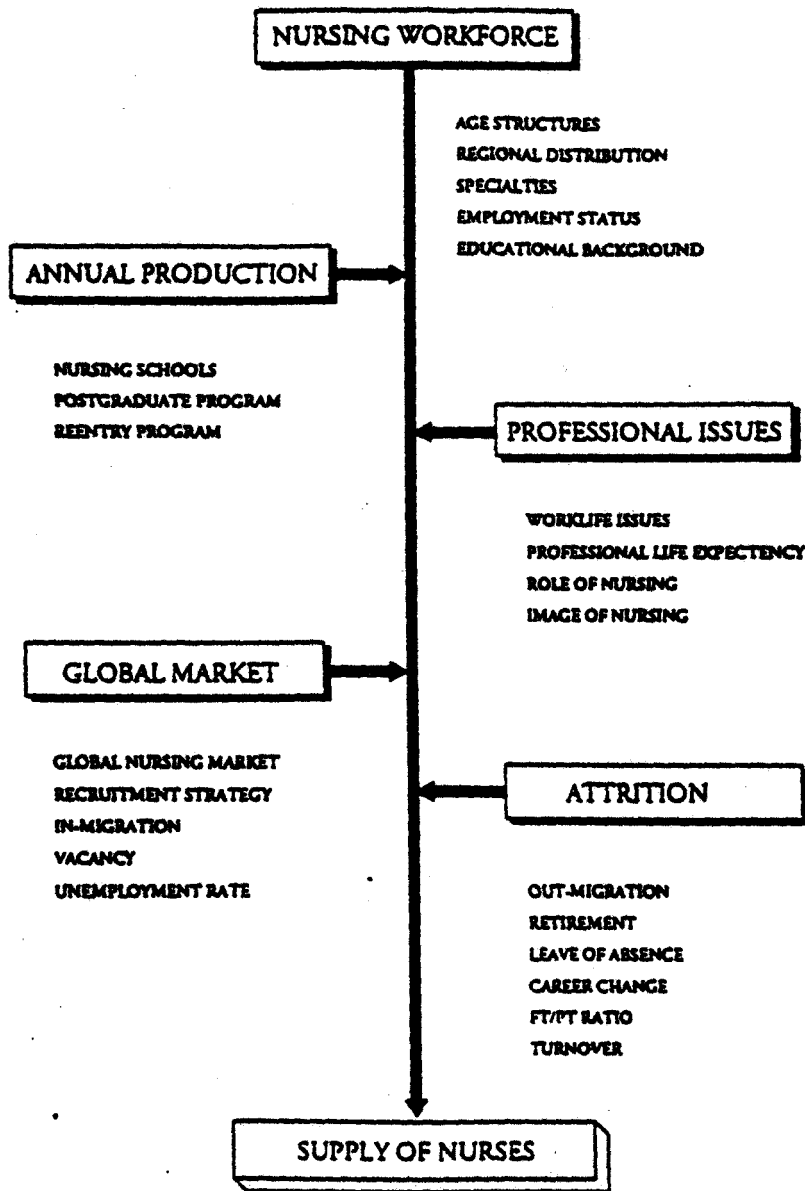 NURSING WORKFORCE
AGE STRUCTURES
REGIONAL DISTRIBUTION
SPECIALTIES
EMPLOYMENT STATUS
EDUCATIONAL BACKGROUND
ANNUAL PRODUCTION
NURSING SCHOOLS
POSTGRADUATE PROGRAM
REENTRY PROGRAM
PROFESSIONAL ISSUES
WORKLIFE ISSUES
PROFESSIONAL LIFE EXPECTENCY
ROLE OF NURSING
IMAGE OF NURSING
GLOBAL MARKET
GLOBAL NURSING MARKET
RECRUITMENT STRATEGY
IN-MIGRATION
VACANCY
UNEMPLOYMENT RATE
ATTRITION
OUT-MIGRATION
RETIREMENT
LEAVE OF ABSENCE
CAREER CHANGE
FT/PT RATIO
TURNOVER
SUPPLY OF NURSES